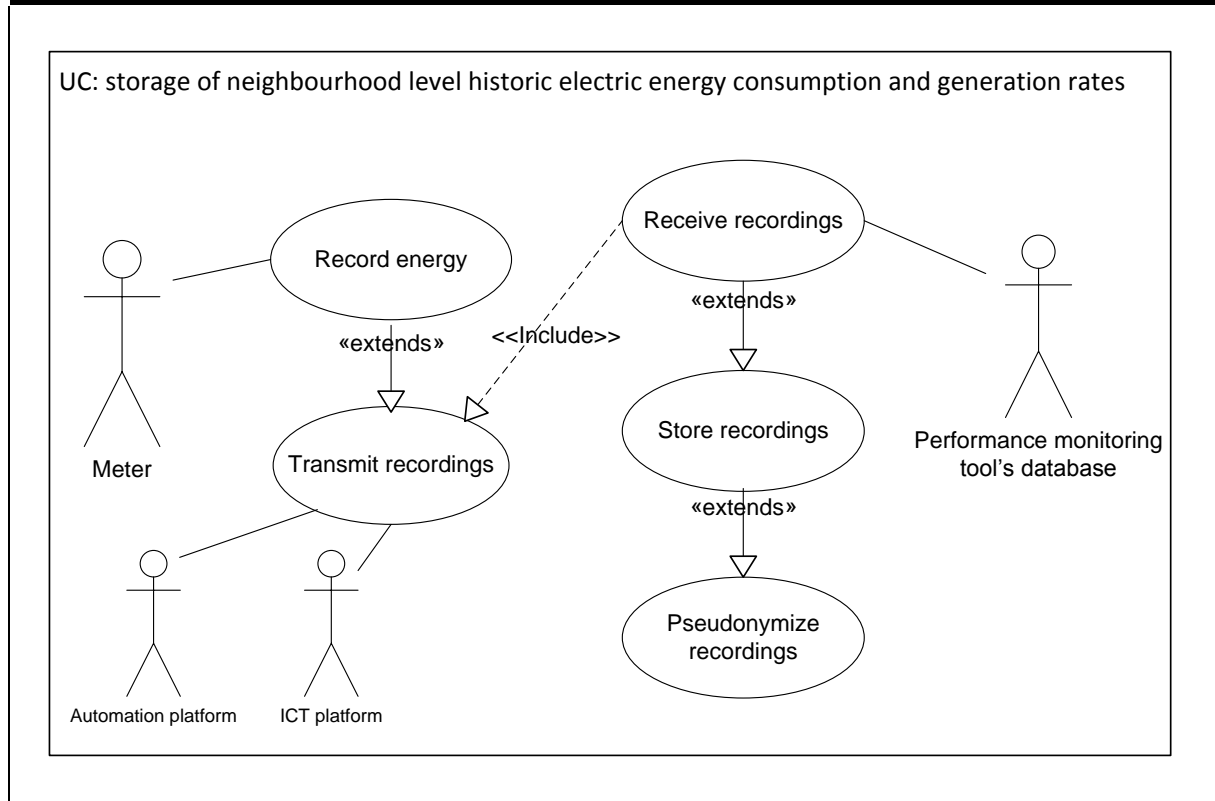 UC: storage of neighbourhood level historic electric energy consumption and generation rates
Receive recordings
Record energy
«extends»
«extends»
<<Include>>
Store recordings
Performance monitoring
tool's database
Meter
Transmit recordings
«extends»
Pseudonymize
recordings
Automation platform
ICT platform